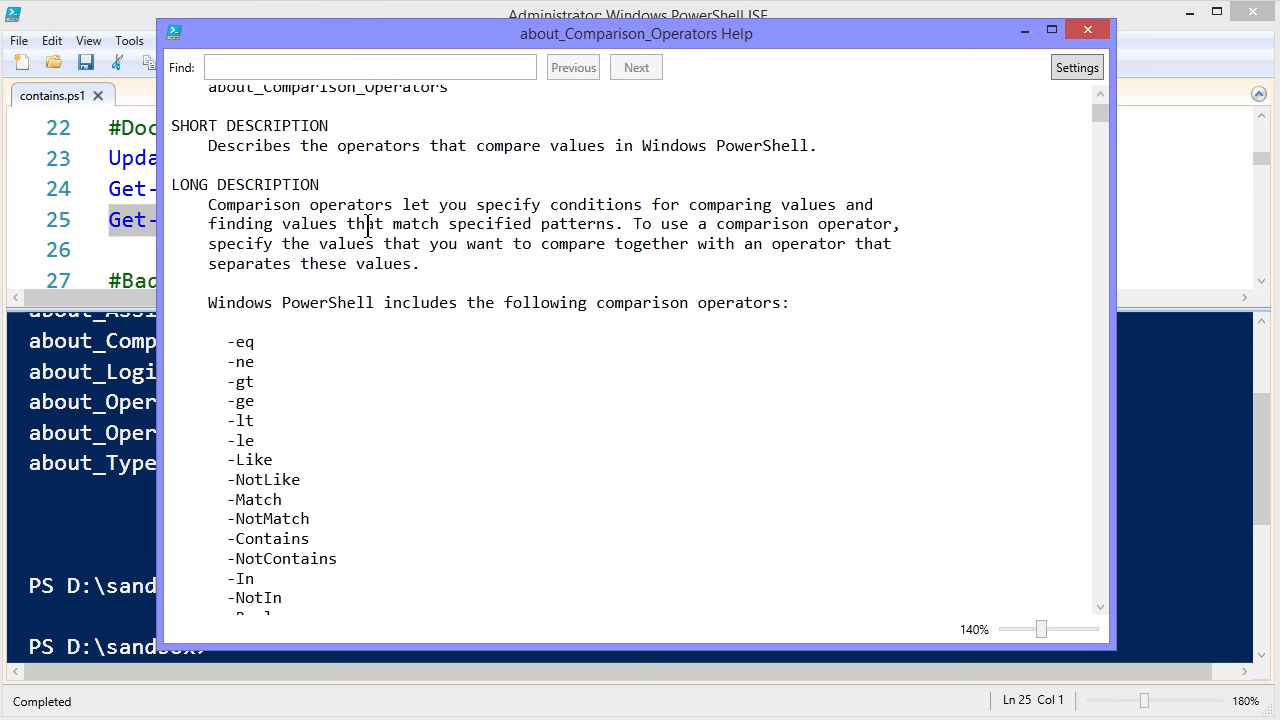 Administrator: Windows PowerShell ISE
File Edit View Tools
about_Comparison_Operators Help
Find:
Previous
Next
Settings
contains.ps1
22 #Doc
23 Upda
24 Get-
25 Get-
26
27 #Bad
about_Comparison_Operators
SHORT DESCRIPTION
Describes the operators that compare values in Windows PowerShell.
LONG DESCRIPTION
Comparison operators let you specify conditions for comparing values and
finding values that match specified patterns. To use a comparison operator,
specify the values that you want to compare together with an operator that
separates these values.
Windows PowerShell includes the following comparison operators:
-eq
-ne
-gt
-ge
-lt
-le
-Like
-NotLike
-Match
-NotMatch
-Contains
-NotContains
-In
-NotIn
140%
about_Assi
about_Comp
about_Logi
about_Oper
about_Oper
about_Type
PS D:\sand
PS D:\sandbox>
Completed
Ln 25 Col 1
180%